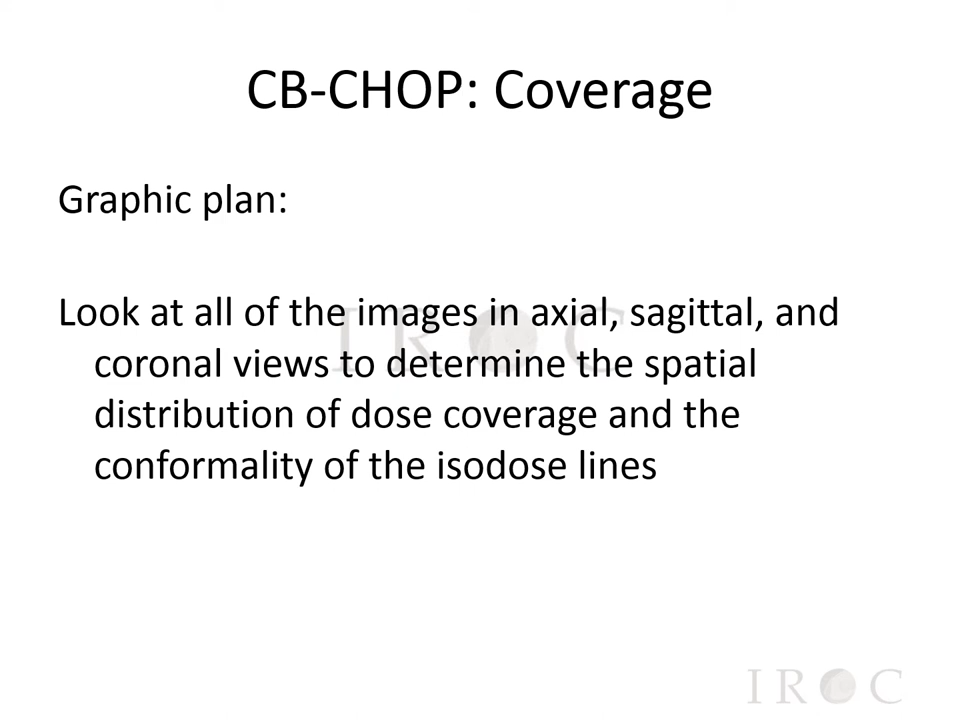 CB-CHOP: Coverage
Graphic plan:
Look at all of the images in axial, sagittal, and
coronal views to determine the spatial
distribution of dose coverage and the
conformality of the isodose lines
IROC
IROC